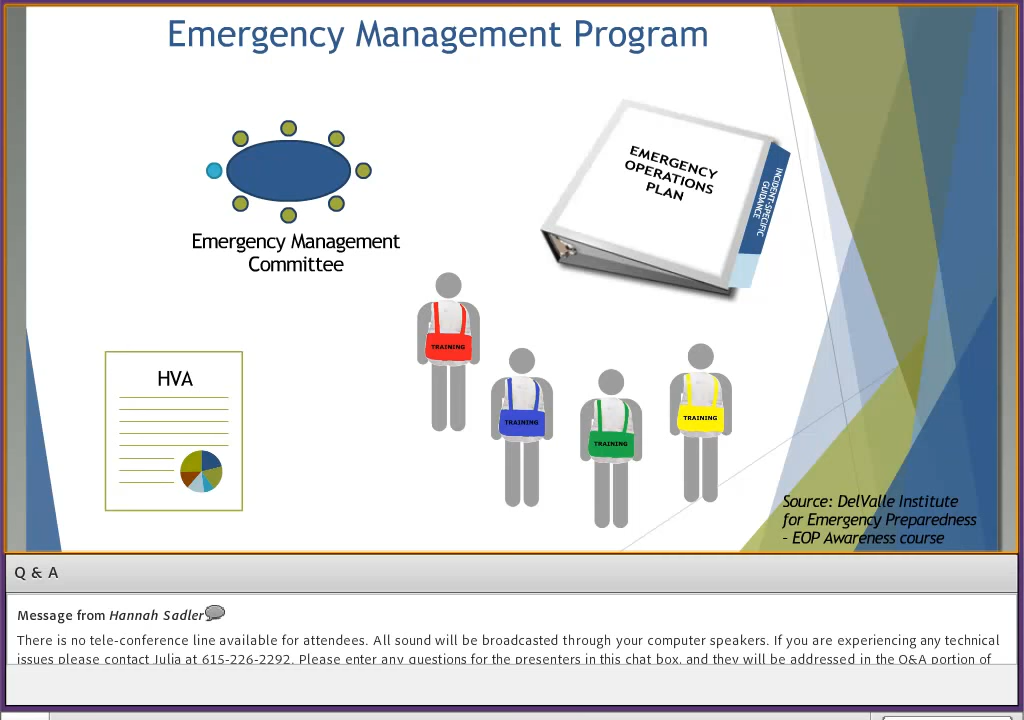 Emergency Management Program
EMERGENCY
OPERATIONS
PLAN
INCIDENT-SPECIFIC
GUIDANCE
Emergency Management
Committee
TRAINING
HVA
TRAINING
TRAINING
TRAINING
Source: DelValle Institute
for Emergency Preparedness
- EOP Awareness course
Q & A
Message from Hannah Sadler
There is no tele-conference line available for attendees. All sound will be broadcasted through your computer speakers. If you are experiencing any technical
issues please contact Julia at 615-226-2292. Please enter any questions for the presenters in this chat box, and they will be addressed in the Q&A portion of